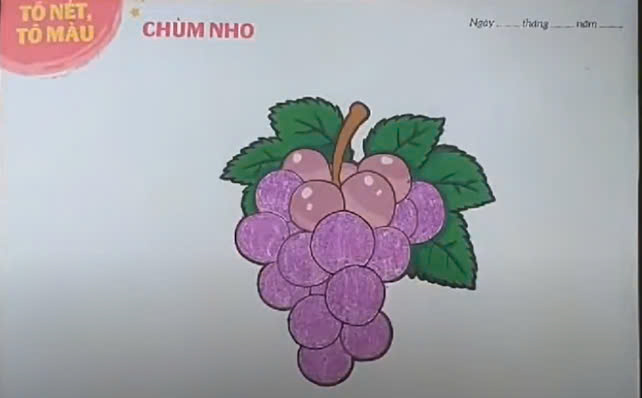 TÔ NÉT,
TÔ MÀU
CHÙM NHO
Ngày ...... tháng ...... năm ......